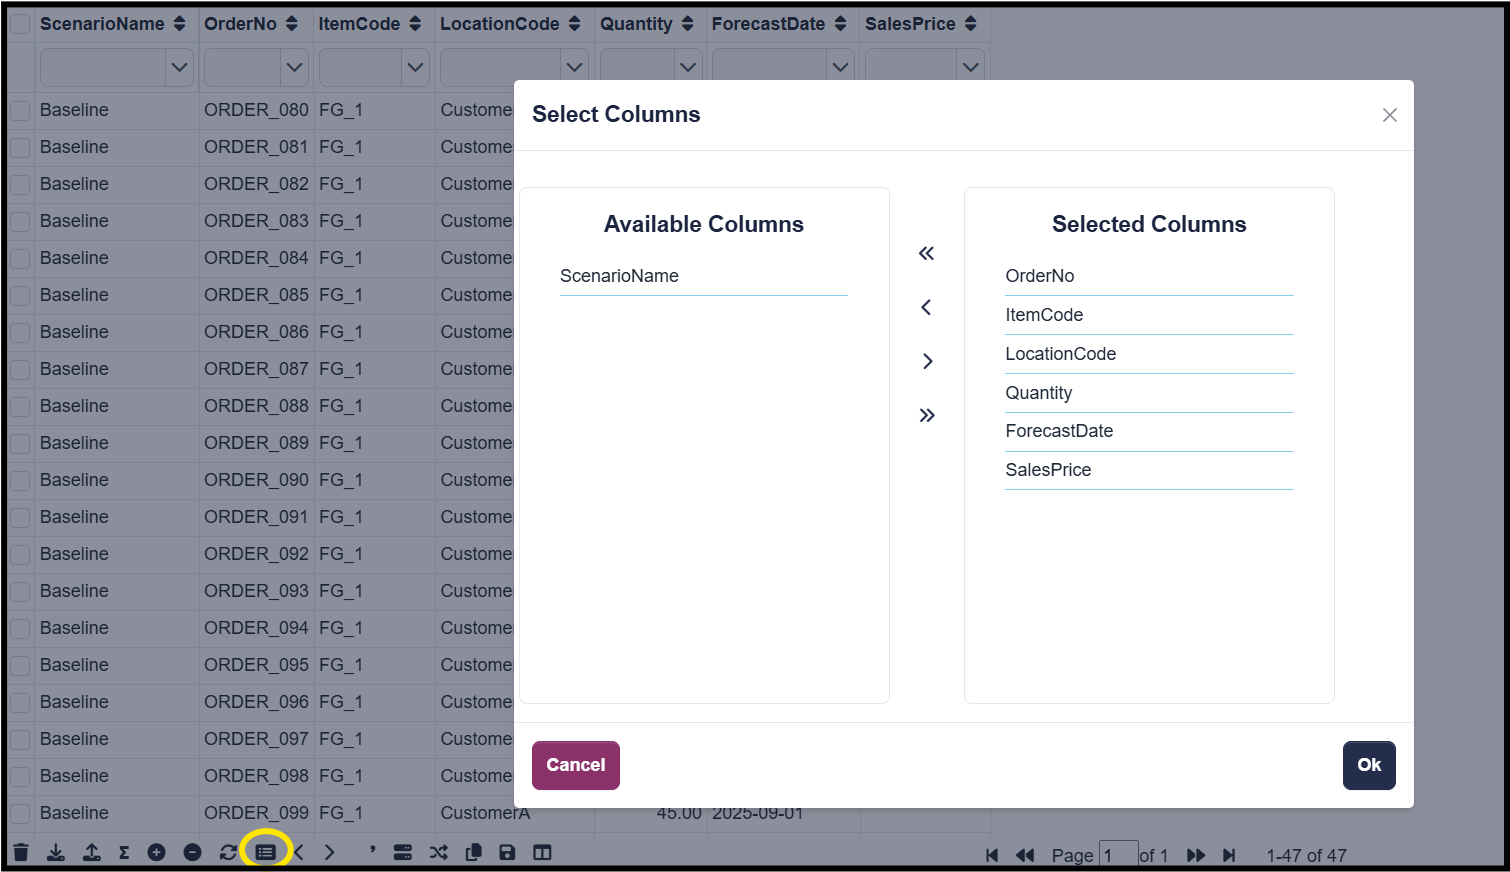 ScenarioName OrderNo ItemCode LocationCode Quantity ForecastDate SalesPrice
Select Columns
Available Columns
ScenarioName
Selected Columns
OrderNo
ItemCode
LocationCode
Quantity
ForecastDate
SalesPrice
Cancel
Ok
Baseline ORDER_080 FG_1 Custome
Baseline ORDER_081 FG_1 Custome
Baseline ORDER_082 FG_1 Custome
Baseline ORDER_083 FG_1 Custome
Baseline ORDER_084 FG_1 Custome
Baseline ORDER_085 FG_1 Custome
Baseline ORDER_086 FG_1 Custome
Baseline ORDER_087 FG_1 Custome
Baseline ORDER_088 FG_1 Custome
Baseline ORDER_089 FG_1 Custome
Baseline ORDER_090 FG_1 Custome
Baseline ORDER_091 FG_1 Custome
Baseline ORDER_092 FG_1 Custome
Baseline ORDER_093 FG_1 Custome
Baseline ORDER_094 FG_1 Custome
Baseline ORDER_095 FG_1 Custome
Baseline ORDER_096 FG_1 Custome
Baseline ORDER_097 FG_1 Custome
Baseline ORDER_098 FG_1 Custome
Baseline ORDER_099 FG_1 CustomerA 45.00 2025-09-01
Σ , Page 1 of 1 1-47 of 47